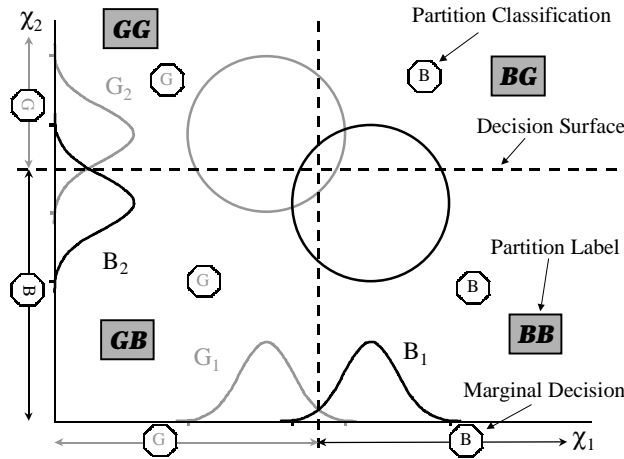 χ2
GG
Partition Classification
G
B
BG
G2
G
Decision Surface
B2
G
B
Partition Label
B
GB
G1
B1
BB
Marginal Decision
G
B
χ1